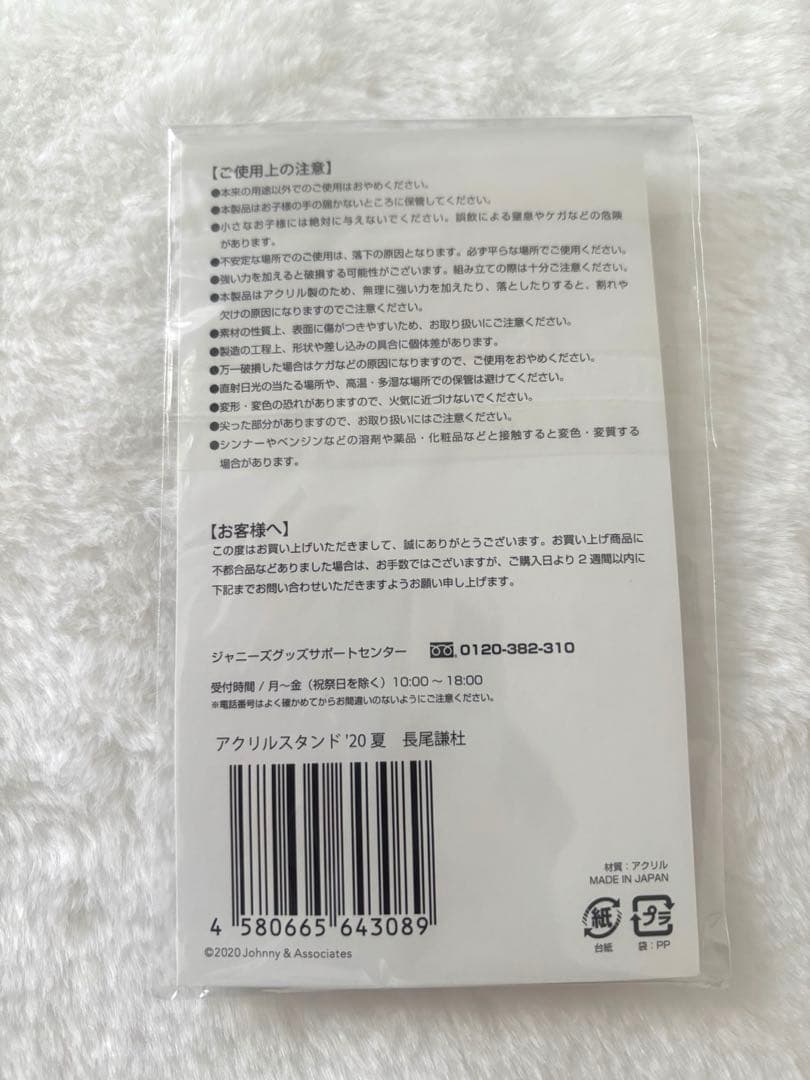 【ご使用上の注意】
●本来の用途以外でのご使用はおやめください。
●本製品はお子様の手の届かないところに保管してください。
●小さなお子様には絶対に与えないでください。誤飲による窒息やケガなどの危険
があります。
●不安定な場所でのご使用は、落下の原因となります。必ず平らな場所でご使用ください。
●強い力を加えると破損する可能性がございます。組み立ての際は十分ご注意ください。
●本製品はアクリル製のため、無理に強い力を加えたり、落としたりすると、割れや
欠けの原因になりますのでご注意ください。
●素材の性質上、表面に傷がつきやすいため、お取り扱いにご注意ください。
●製造の工程上、形状や差し込みの具合に個体差があります。
●万一破損した場合はケガなどの原因になりますので、ご使用をおやめください。
●直射日光の当たる場所や、高温・多湿な場所での保管は避けてください。
●変形・変色の恐れがありますので、火気に近づけないでください。
●尖った部分がありますので、お取り扱いにはご注意ください。
●シンナーやベンジンなどの溶剤や薬品・化粧品などと接触すると変色・変質する
場合があります。
【お客様へ】
この度はお買い上げいただきまして、誠にありがとうございます。お買い上げ商品に
不都合品などありました場合は、お手数ではございますが、ご購入日より2週間以内に
下記までお問い合わせいただきますようお願い申し上げます。
ジャニーズグッズサポートセンター 0120-382-310
受付時間/月~金(祝祭日を除く)10:00~18:00
※電話番号はよく確かめてからお間違いのないようにご注意ください。
アクリルスタンド'20夏 長尾謙杜
4 580665 643089
©2020 Johnny & Associates
材質:アクリル
MADE IN JAPAN
紙 プラ
台紙 袋:PP